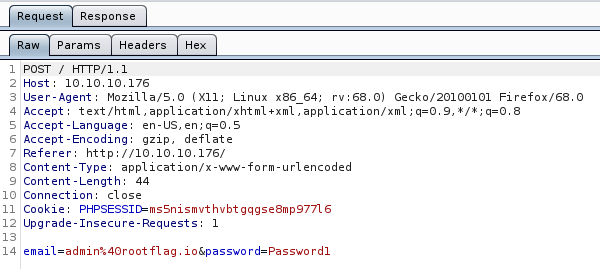 Request Response
Raw Params Headers Hex
1 POST / HTTP/1.1
2 Host: 10.10.10.176
3 User-Agent: Mozilla/5.0 (X11; Linux x86_64; rv:68.0) Gecko/20100101 Firefox/68.0
4 Accept: text/html,application/xhtml+xml,application/xml;q=0.9,*/*;q=0.8
5 Accept-Language: en-US,en;q=0.5
6 Accept-Encoding: gzip, deflate
7 Referer: http://10.10.10.176/
8 Content-Type: application/x-www-form-urlencoded
9 Content-Length: 44
10 Connection: close
11 Cookie: PHPSESSID=ms5nismvthvbtgqgse8mp977l6
12 Upgrade-Insecure-Requests: 1
13
14 email=admin%40rootflag.io&password=Password1